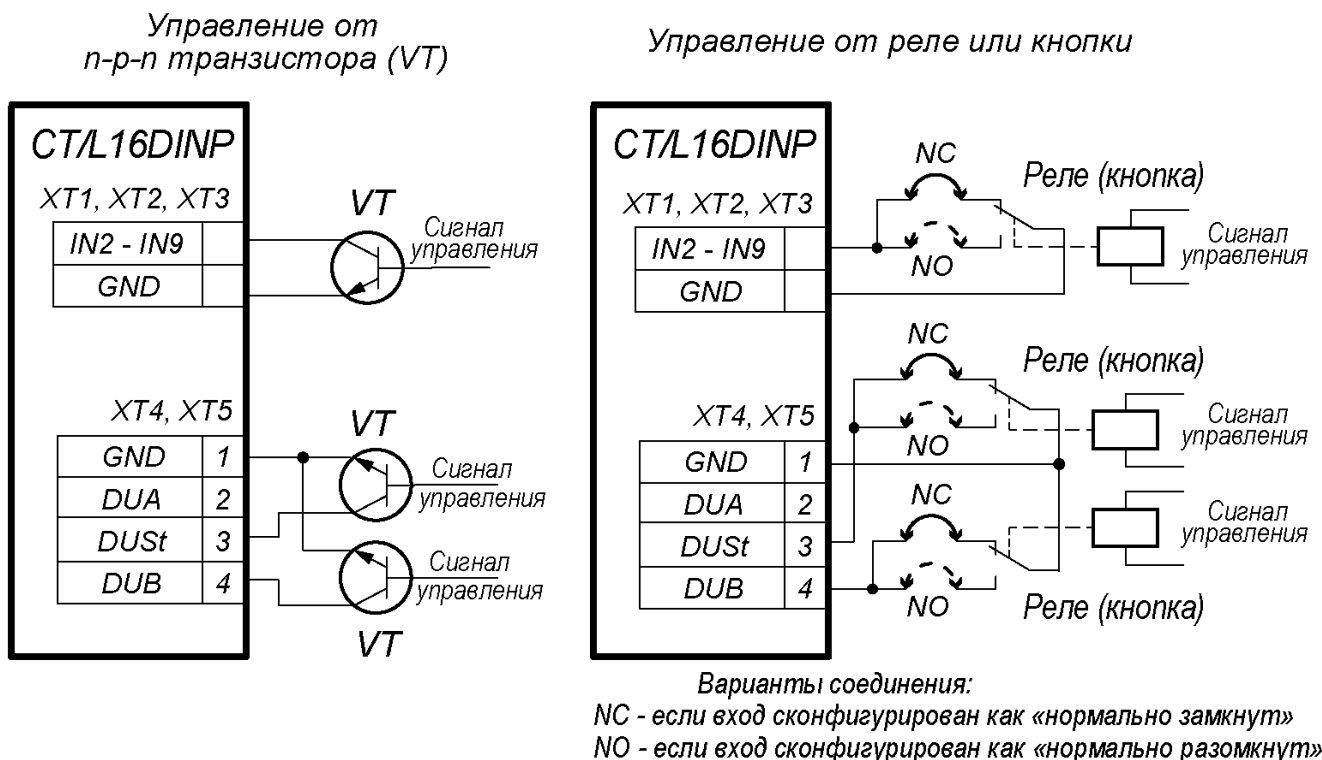 Управление от
n-p-n транзистора (VT)
CT/L16DINP
XT1, XT2, XT3
IN2 - IN9
GND
VT
Сигнал
управления
XT4, XT5
GND 1
DUA 2
DUSt 3
DUB 4
VT
Сигнал
управления
Сигнал
управления
VT
Управление от реле или кнопки
CT/L16DINP
XT1, XT2, XT3
IN2 - IN9
GND
NC
NO
Реле (кнопка)
Сигнал
управления
XT4, XT5
GND 1
DUA 2
DUSt 3
DUB 4
NC
NO
Реле (кнопка)
Сигнал
управления
NC
NO
Сигнал
управления
Реле (кнопка)
Варианты соединения:
NC - если вход сконфигурирован как «нормально замкнут»
NO - если вход сконфигурирован как «нормально разомкнут»